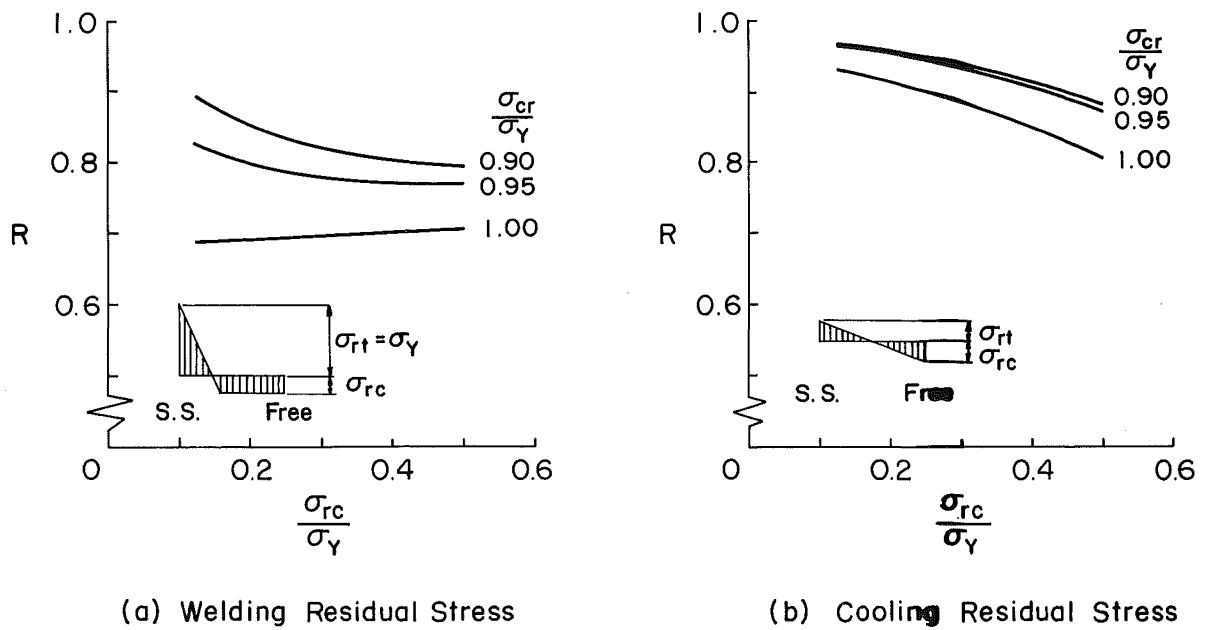 1.0
0.8
R
0.6
σcr
σY
0.90
0.95
1.00
σrt = σY
σrc
S.S.
Free
0
0.2
0.4
0.6
σrc
σY
(a) Welding Residual Stress
1.0
0.8
R
0.6
σcr
σY
0.90
0.95
1.00
σrt
σrc
S.S.
Free
0
0.2
0.4
0.6
σrc
σY
(b) Cooling Residual Stress